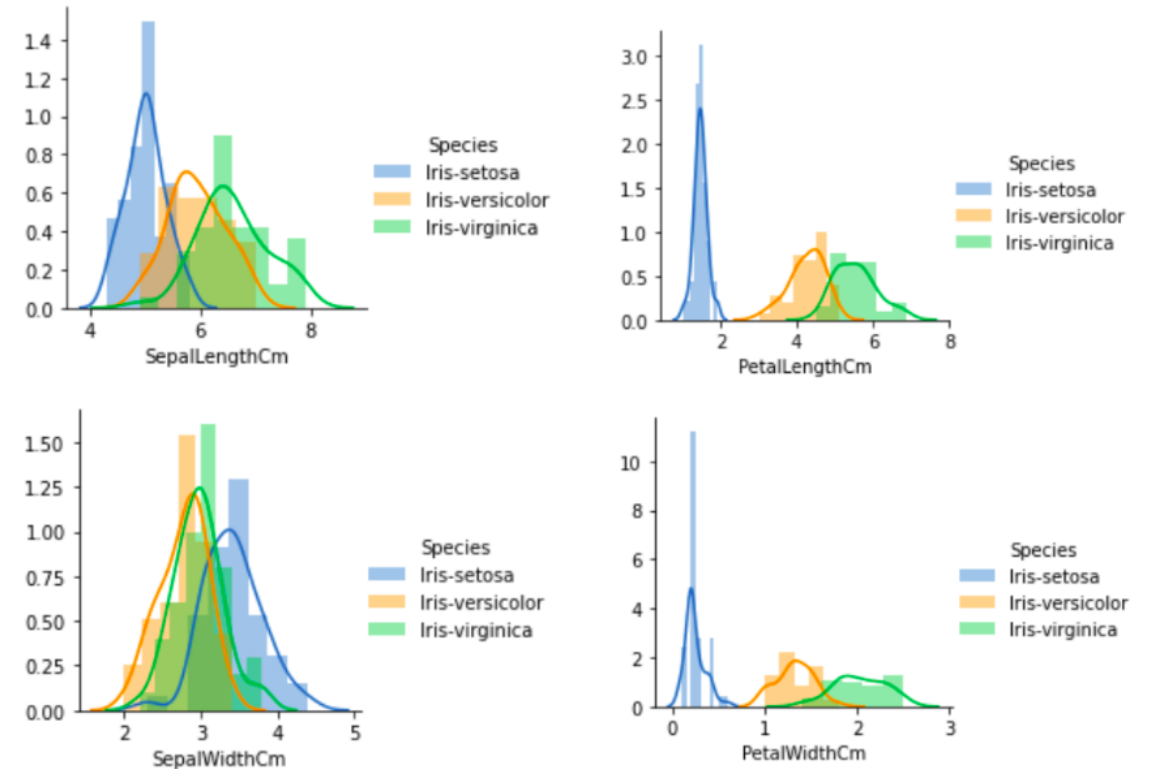 1.4
1.2
1.0
0.8
0.6
0.4
0.2
0.0
4 6 8
SepalLengthCm
Species
Iris-setosa
Iris-versicolor
Iris-virginica
3.0
2.5
2.0
1.5
1.0
0.5
0.0
2 4 6 8
PetalLengthCm
Species
Iris-setosa
Iris-versicolor
Iris-virginica
1.50
1.25
1.00
0.75
0.50
0.25
0.00
2 3 4 5
SepalWidthCm
Species
Iris-setosa
Iris-versicolor
Iris-virginica
10
8
6
4
2
0
0 1 2 3
PetalWidthCm
Species
Iris-setosa
Iris-versicolor
Iris-virginica